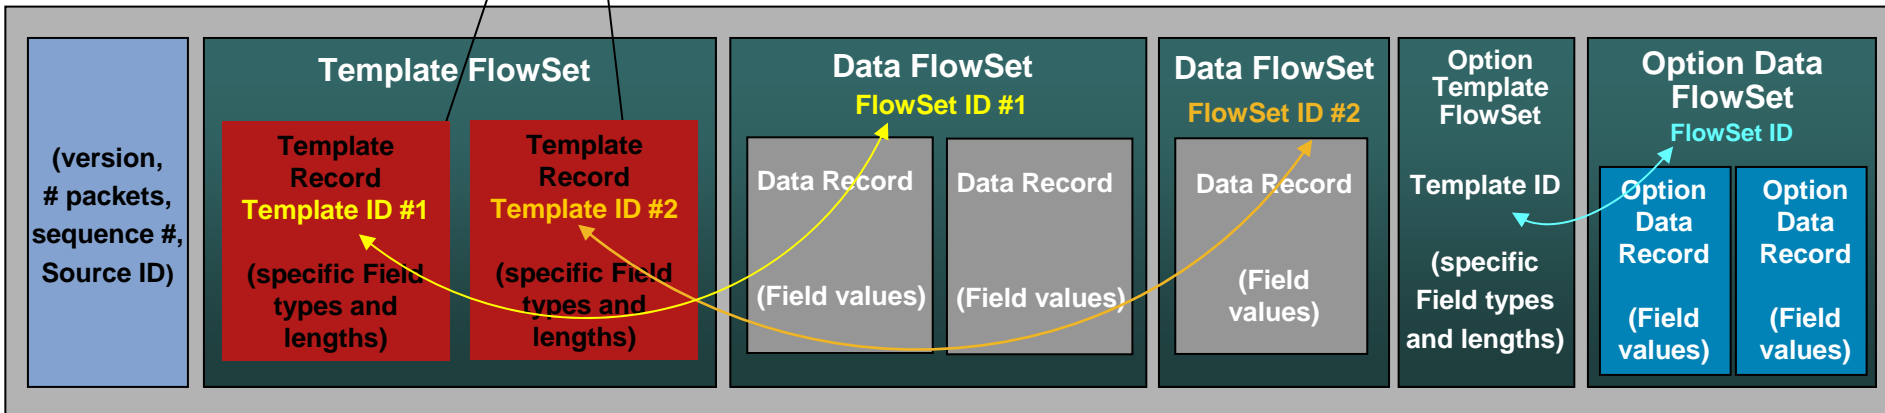 (version,
# packets,
sequence #,
Source ID)
Template FlowSet
Template
Record
Template ID #1
(specific Field
types and
lengths)
Template
Record
Template ID #2
(specific Field
types and
lengths)
Data FlowSet
FlowSet ID #1
Data Record
(Field values)
Data Record
(Field values)
Data FlowSet
FlowSet ID #2
Data Record
(Field
values)
Option
Template
FlowSet
Template ID
(specific
Field types
and lengths)
Option Data
FlowSet
FlowSet ID
Option
Data
Record
(Field
values)
Option
Data
Record
(Field
values)